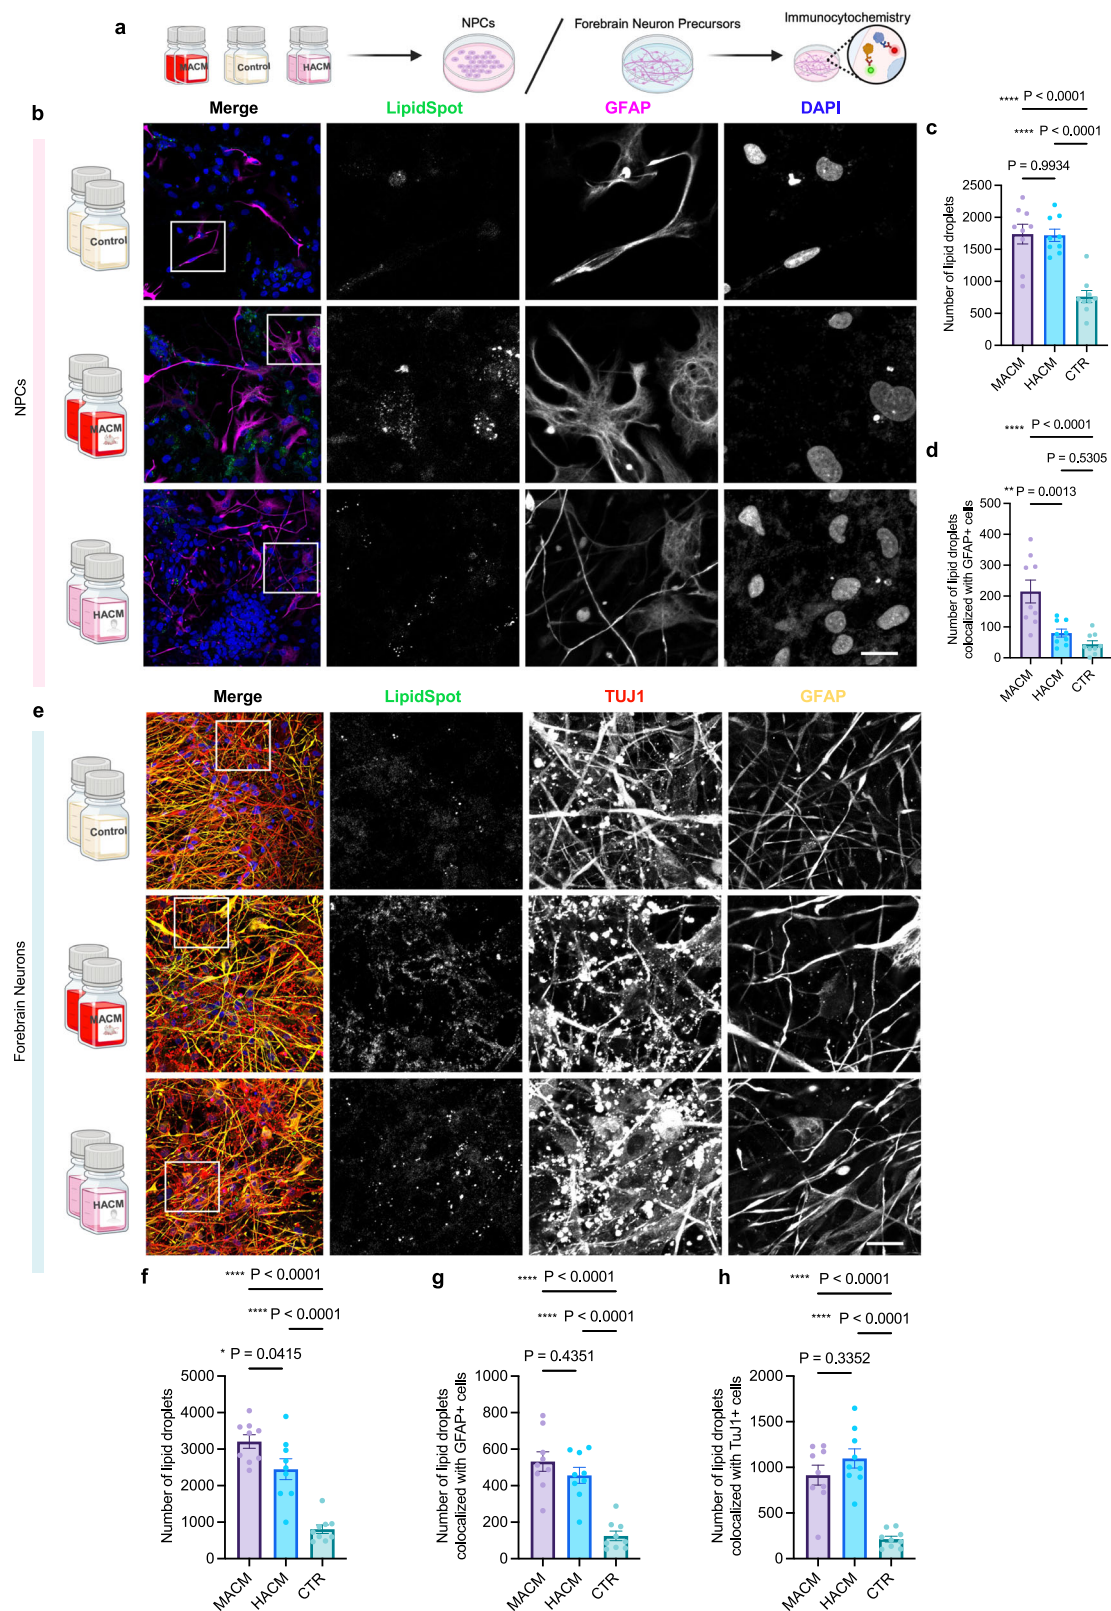 a
NPCs
Forebrain Neuron Precursors
Immunocytochemistry
MACM
Control
HACM
b
Merge
LipidSpot
GFAP
DAPI
NPCs
Control
MACM
HACM
c
**** P < 0.0001
**** P < 0.0001
P = 0.9934
Number of lipid droplets
2500
2000
1500
1000
500
0
MACM
HACM
CTR
d
**** P < 0.0001
P = 0.5305
** P = 0.0013
Number of lipid droplets
colocalized with GFAP+ cells
500
400
300
200
100
0
MACM
HACM
CTR
e
Merge
LipidSpot
TUJ1
GFAP
Forebrain Neurons
Control
MACM
HACM
f
**** P < 0.0001
**** P < 0.0001
* P = 0.0415
Number of lipid droplets
5000
4000
3000
2000
1000
0
MACM
HACM
CTR
g
**** P < 0.0001
**** P < 0.0001
P = 0.4351
Number of lipid droplets
colocalized with GFAP+ cells
1000
800
600
400
200
0
MACM
HACM
CTR
h
**** P < 0.0001
**** P < 0.0001
P = 0.3352
Number of lipid droplets
colocalized with TuJ1+ cells
2000
1500
1000
500
0
MACM
HACM
CTR